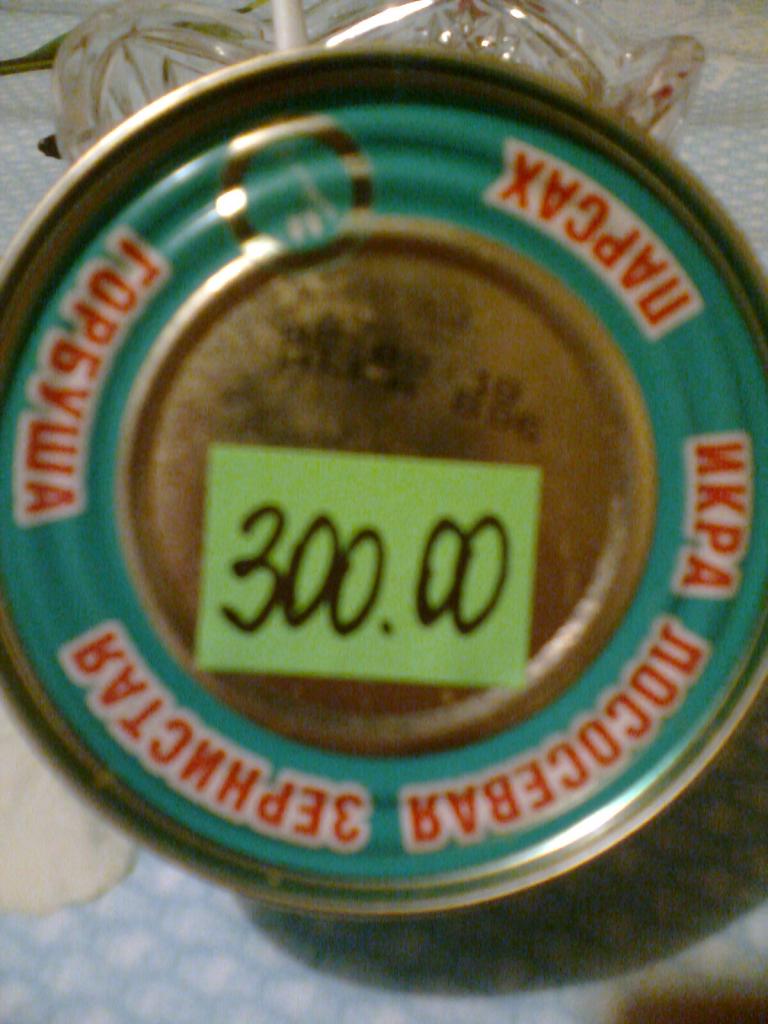 ПАРСАХ
ИКРА ЛОСОСЕВАЯ ЗЕРНИСТАЯ
ГОРБУША
300.00